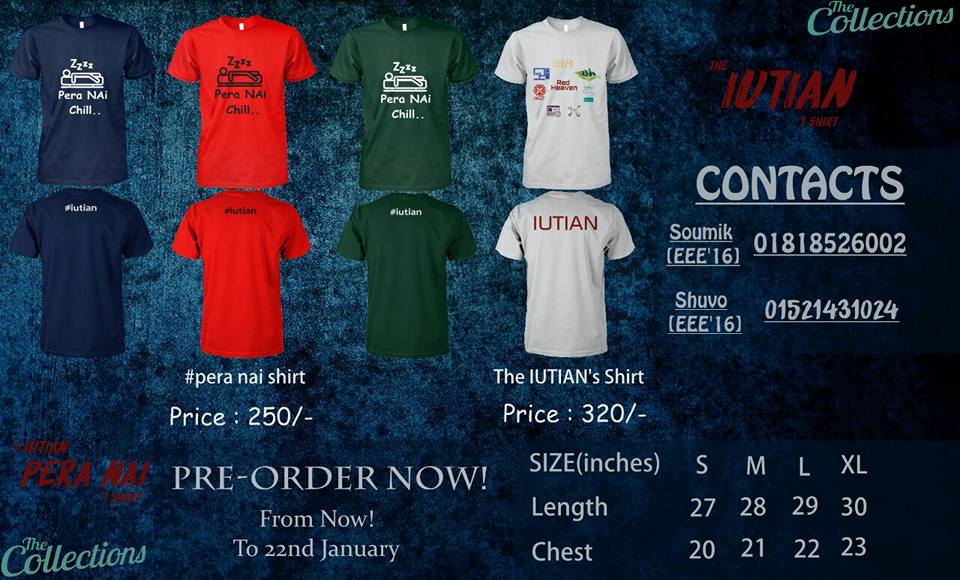 The
Collections
THE
IUTIAN
T SHIRT
Zzzz
Pera NAi
Chill..
Zzzz
Pera NAi
Chill..
Zzzz
Pera NAi
Chill..
EEE
Red
Heaven
#iutian
#iutian
#iutian
IUTIAN
CONTACTS
Soumik
(EEE'16)
01818526002
Shuvo
(EEE'16)
01521431024
#pera nai shirt
Price : 250/-
The IUTIAN's Shirt
Price : 320/-
#IUTIAN
PERA NAI
T SHIRT
PRE-ORDER NOW!
From Now!
To 22nd January
The
Collections
SIZE(inches) S M L XL
Length 27 28 29 30
Chest 20 21 22 23